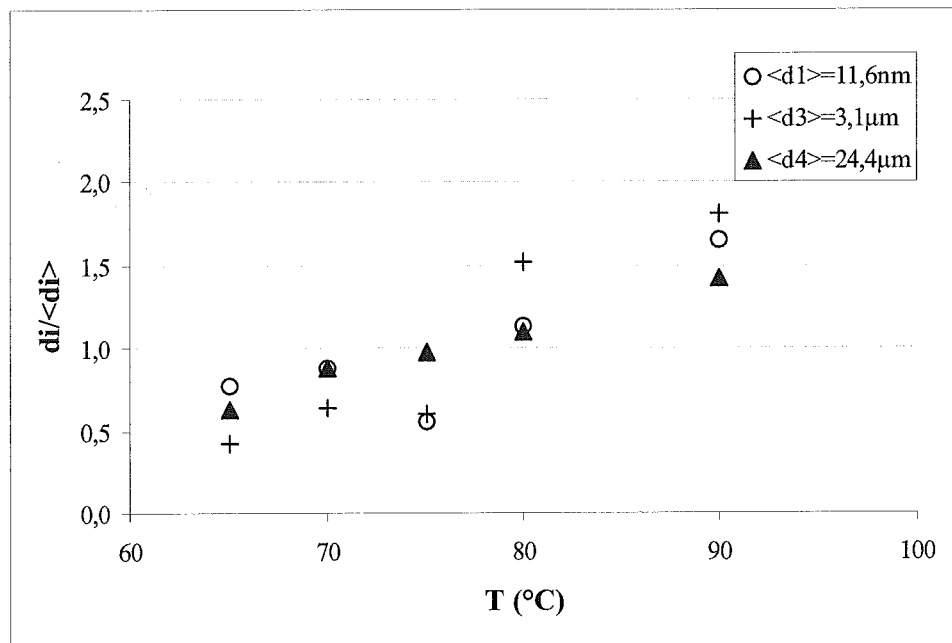 <d1>=11,6nm
<d3>=3,1µm
<d4>=24,4µm
2,5
2,0
1,5
1,0
0,5
0,0
di/<di>
60 70 80 90 100
T (°C)